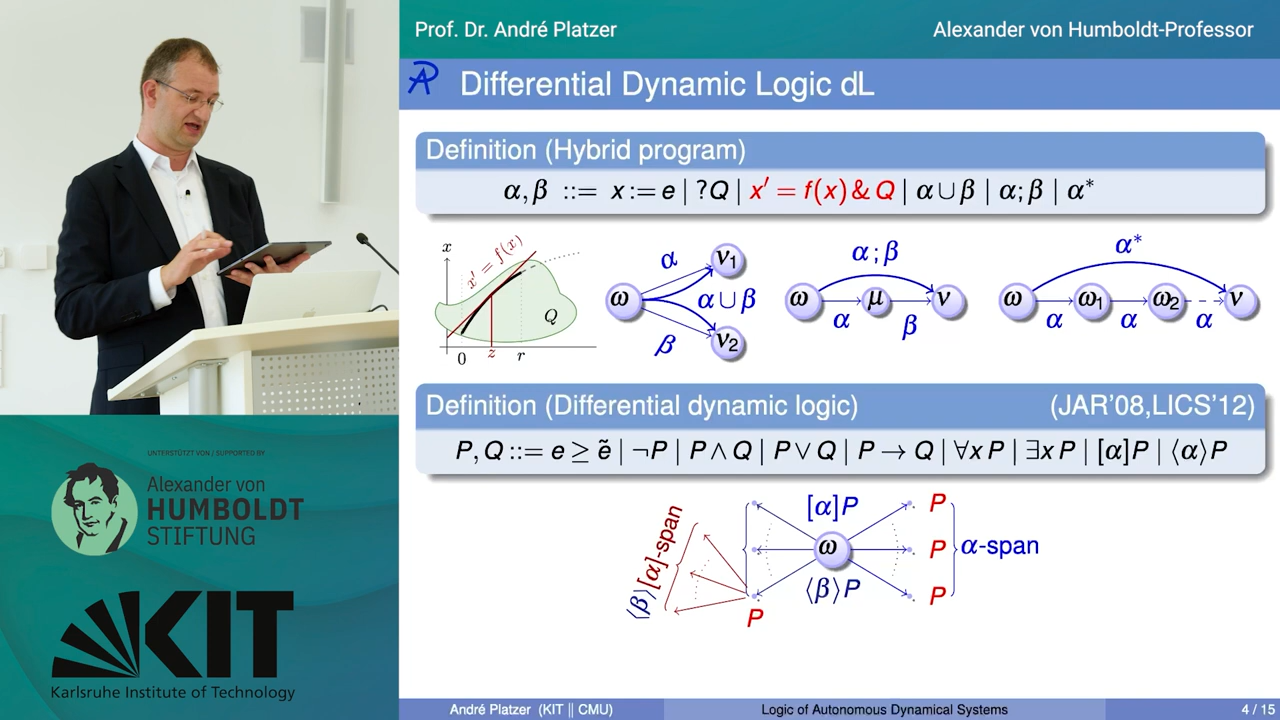 Prof. Dr. André Platzer
Alexander von Humboldt-Professor
Differential Dynamic Logic dL
Definition (Hybrid program)
α, β ::= x := e | ?Q | x′ = f(x) & Q | α ∪ β | α; β | α*
x
x′ = f(x)
Q
0
z
r
ω
α
ν₁
α ∪ β
β
ν₂
α ; β
ω
μ
ν
α
β
α*
ω
ω₁
ω₂
ν
α
α
α
Definition (Differential dynamic logic)
(JAR'08,LICS'12)
P, Q ::= e ≥ ẽ | ¬P | P ∧ Q | P ∨ Q | P → Q | ∀x P | ∃x P | [α]P | ⟨α⟩P
[α]P
ω
⟨β⟩P
P
P
P
α-span
⟨β⟩[α]-span
P
UNTERSTÜTZT VON / SUPPORTED BY
Alexander von
HUMBOLDT
STIFTUNG
KIT
Karlsruhe Institute of Technology
André Platzer (KIT || CMU)
Logic of Autonomous Dynamical Systems
4 / 15